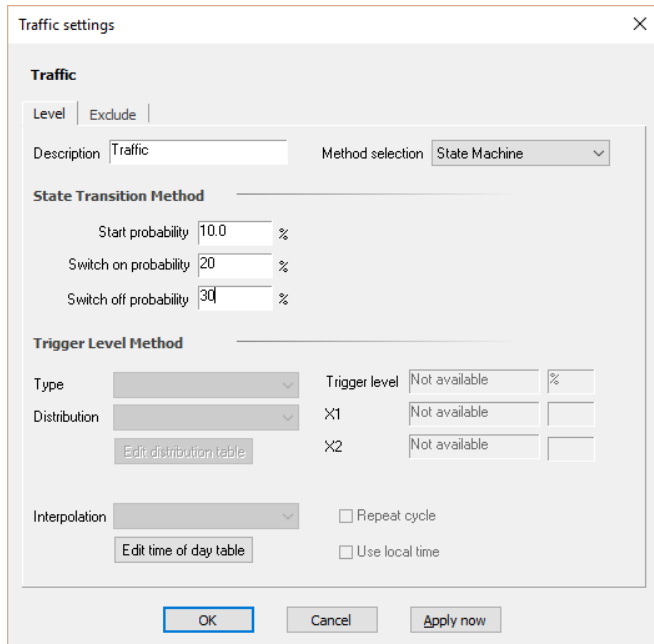 Traffic settings
Traffic
Level Exclude
Description Traffic Method selection State Machine
State Transition Method
Start probability 10.0 %
Switch on probability 20 %
Switch off probability 30 %
Trigger Level Method
Type Trigger level Not available %
Distribution X1 Not available
Edit distribution table X2 Not available
Interpolation Repeat cycle
Edit time of day table Use local time
OK Cancel Apply now